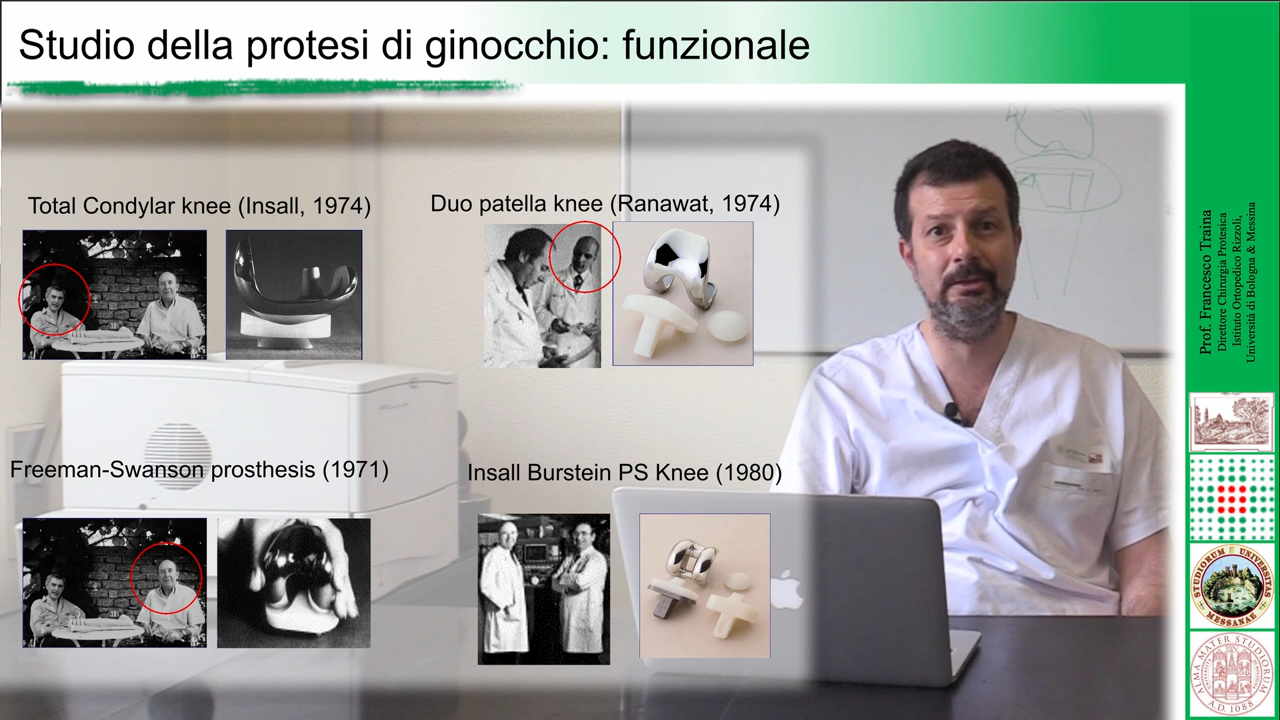 Studio della protesi di ginocchio: funzionale
Total Condylar knee (Insall, 1974)
Duo patella knee (Ranawat, 1974)
Freeman-Swanson prosthesis (1971)
Insall Burstein PS Knee (1980)
Prof. Francesco Traina
Direttore Chirurgia Protesica
Istituto Ortopedico Rizzoli,
Università di Bologna & Messina
STUDIORUM UNIVERSITAS
MESSANAE
ALMA MATER STUDIORUM
A.D. 1088